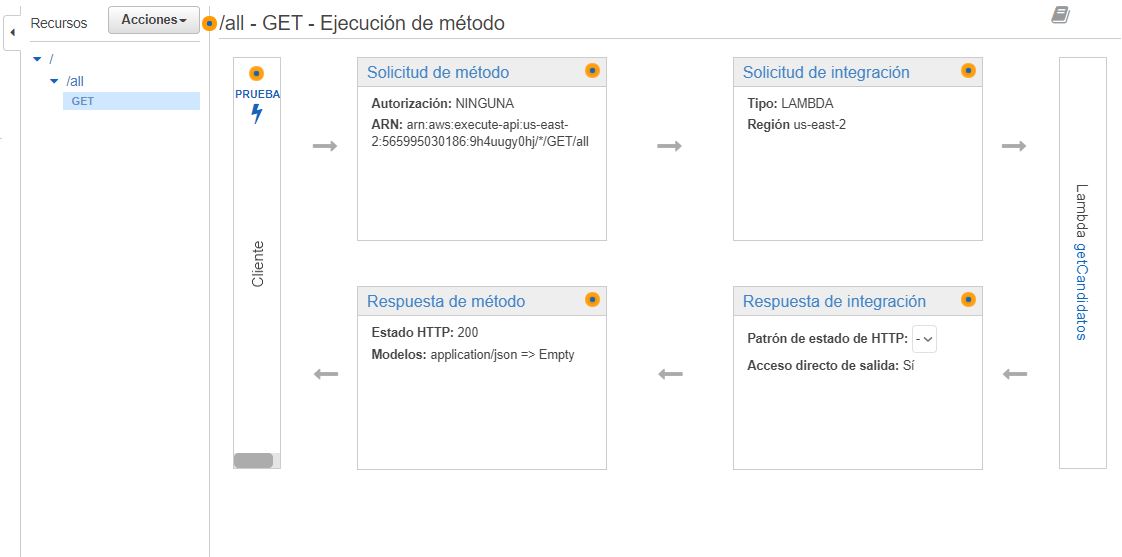 Recursos
Acciones
/all - GET - Ejecución de método
/
/all
GET
PRUEBA
Cliente
Solicitud de método
Autorización: NINGUNA
ARN: arn:aws:execute-api:us-east-
2:565995030186:9h4uugy0hj/*/GET/all
Solicitud de integración
Tipo: LAMBDA
Región us-east-2
Lambda getCandidatos
Respuesta de método
Estado HTTP: 200
Modelos: application/json => Empty
Respuesta de integración
Patrón de estado de HTTP: -
Acceso directo de salida: Sí